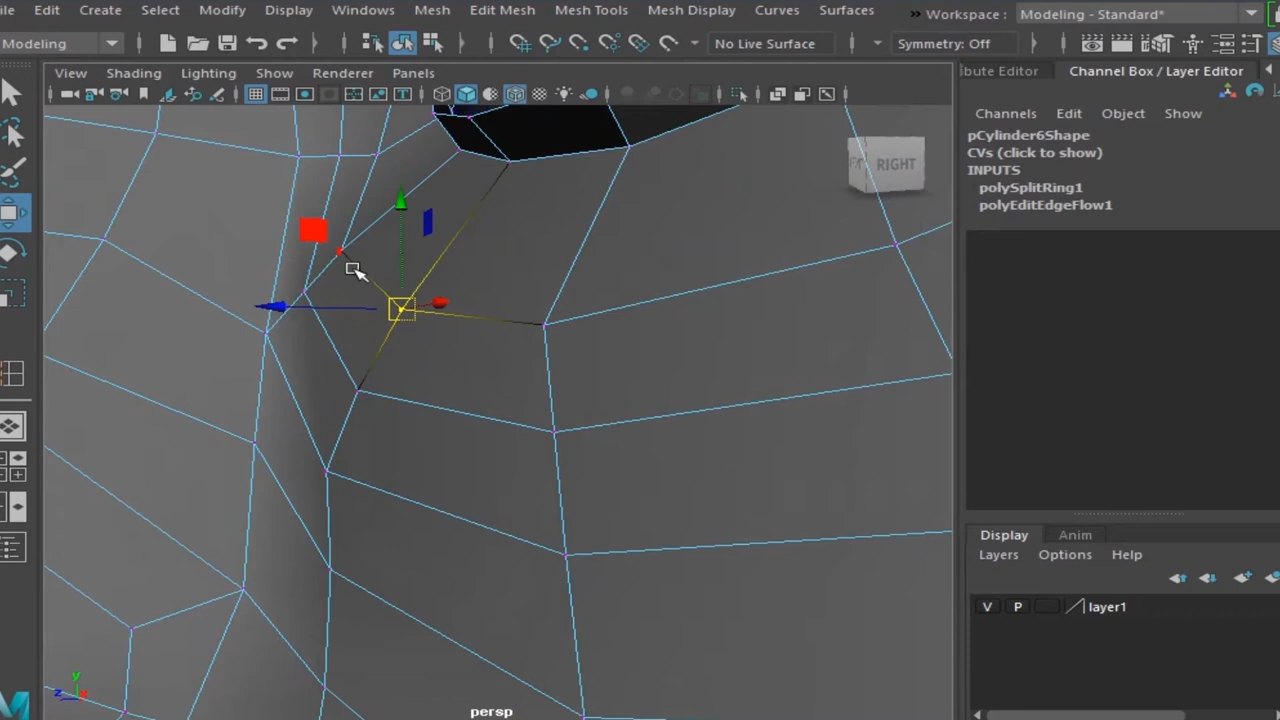 ile Edit Create Select Modify Display Windows Mesh Edit Mesh Mesh Tools Mesh Display Curves Surfaces » Workspace : Modeling - Standard*
Modeling No Live Surface Symmetry: Off
View Shading Lighting Show Renderer Panels
ibute Editor Channel Box / Layer Editor
Channels Edit Object Show
pCylinder6Shape
CVs (click to show)
INPUTS
polySplitRing1
polyEditEdgeFlow1
RIGHT
Display Anim
Layers Options Help
V P layer1
y
z x
persp